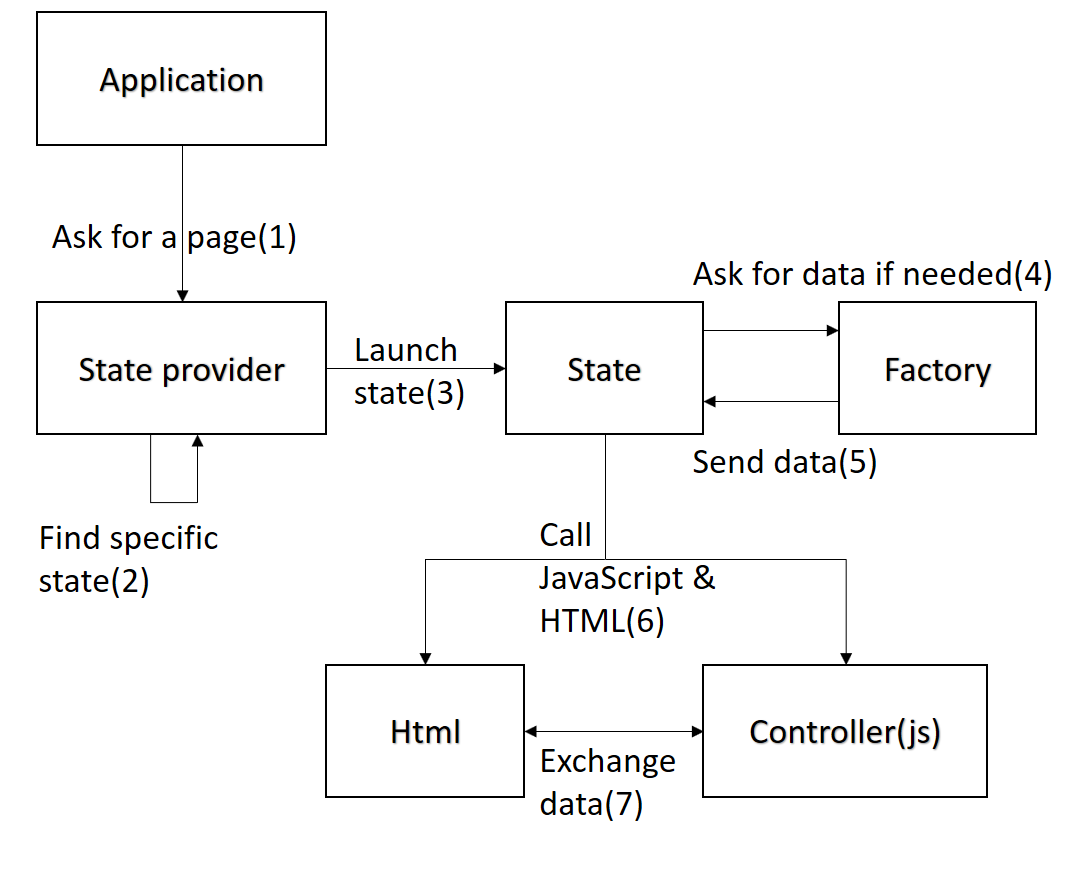 Application
Ask for a page(1)
Ask for data if needed(4)
State provider
Launch
state(3)
State
Factory
Send data(5)
Find specific
state(2)
Call
JavaScript &
HTML(6)
Html
Controller(js)
Exchange
data(7)